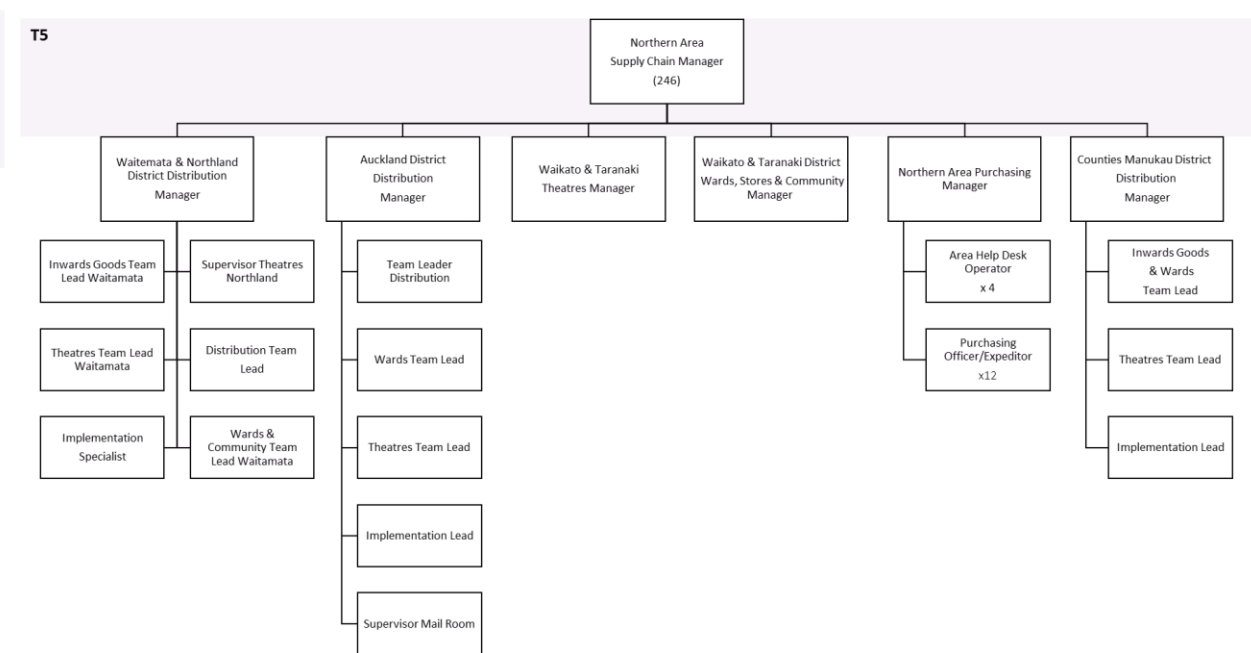 T5
Northern Area
Supply Chain Manager
(246)
Waitemata & Northland
District Distribution
Manager
Auckland District
Distribution
Manager
Waikato & Taranaki
Theatres Manager
Waikato & Taranaki District
Wards, Stores & Community
Manager
Northern Area Purchasing
Manager
Counties Manukau District
Distribution
Manager
Inwards Goods Team
Lead Waitamata
Supervisor Theatres
Northland
Theatres Team Lead
Waitamata
Distribution Team
Lead
Implementation
Specialist
Wards &
Community Team
Lead Waitamata
Team Leader
Distribution
Wards Team Lead
Theatres Team Lead
Implementation Lead
Supervisor Mail Room
Area Help Desk
Operator
x 4
Purchasing
Officer/Expeditor
x12
Inwards Goods
& Wards
Team Lead
Theatres Team Lead
Implementation Lead